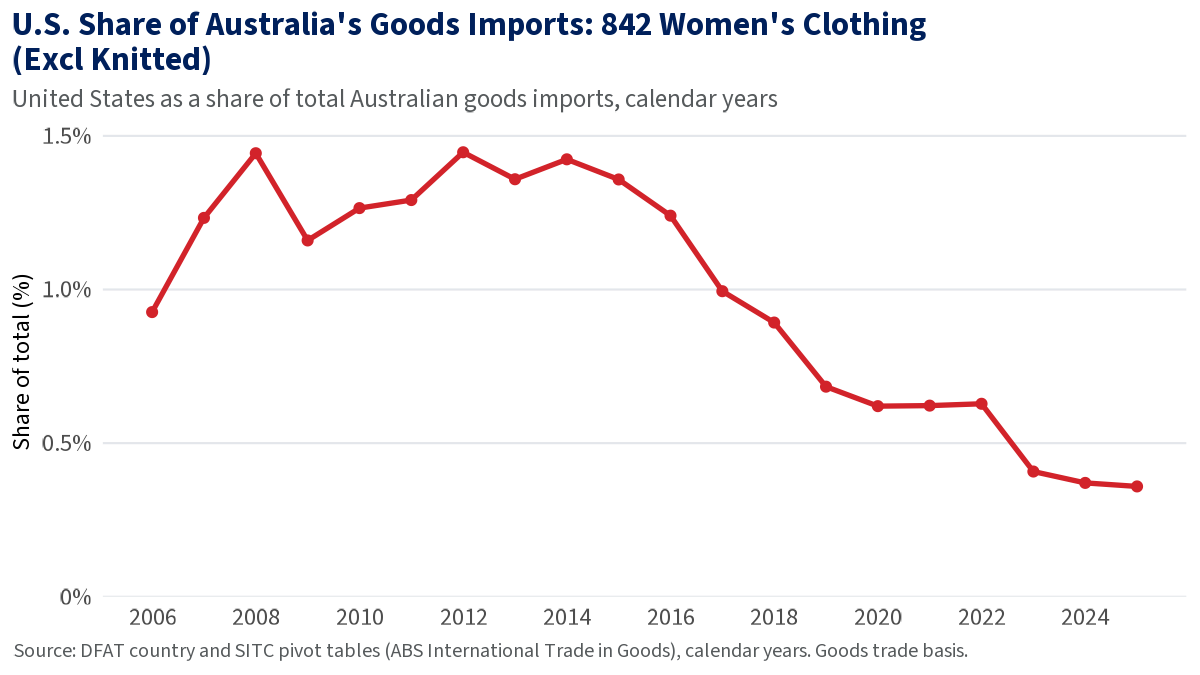 U.S. Share of Australia's Goods Imports: 842 Women's Clothing
(Excl Knitted)
United States as a share of total Australian goods imports, calendar years
Share of total (%)
1.5%
1.0%
0.5%
0%
2006 2008 2010 2012 2014 2016 2018 2020 2022 2024
Source: DFAT country and SITC pivot tables (ABS International Trade in Goods), calendar years. Goods trade basis.